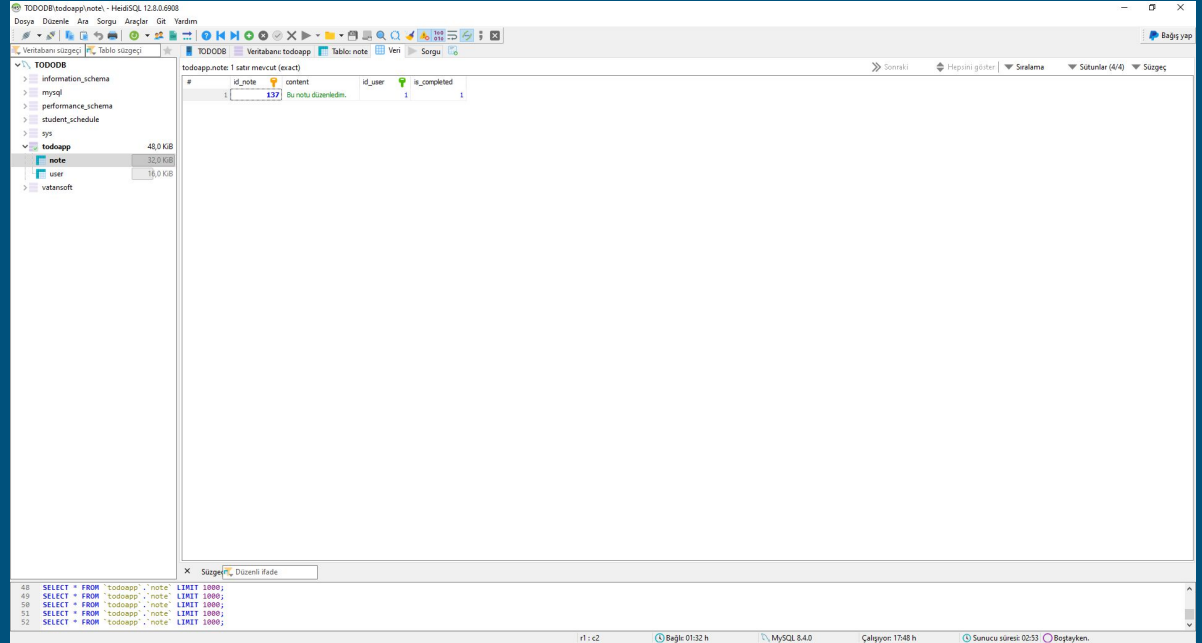 TODODB\todoapp\note\ - HeidiSQL 12.8.0.6908
Dosya Düzenle Ara Sorgu Araçlar Git Yardım
Bağış yap
Veritabanı süzgeci Tablo süzgeci
TODODB Veritabanı: todoapp Tablo: note Veri Sorgu
TODODB
information_schema
mysql
performance_schema
student_schedule
sys
todoapp 48,0 KiB
note 32,0 KiB
user 16,0 KiB
vatansoft
todoapp.note: 1 satır mevcut (exact)
Sonraki Hepsini göster Sıralama Sütunlar (4/4) Süzgeç
# id_note content id_user is_completed
1 137 Bu notu düzenledim. 1 1
Süzgeç: Düzenli ifade
48 SELECT * FROM `todoapp`.`note` LIMIT 1000;
49 SELECT * FROM `todoapp`.`note` LIMIT 1000;
50 SELECT * FROM `todoapp`.`note` LIMIT 1000;
51 SELECT * FROM `todoapp`.`note` LIMIT 1000;
52 SELECT * FROM `todoapp`.`note` LIMIT 1000;
r1 : c2 Bağlı: 01:32 h MySQL 8.4.0 Çalışıyor: 17:48 h Sunucu süresi: 02:53 Boştayken.